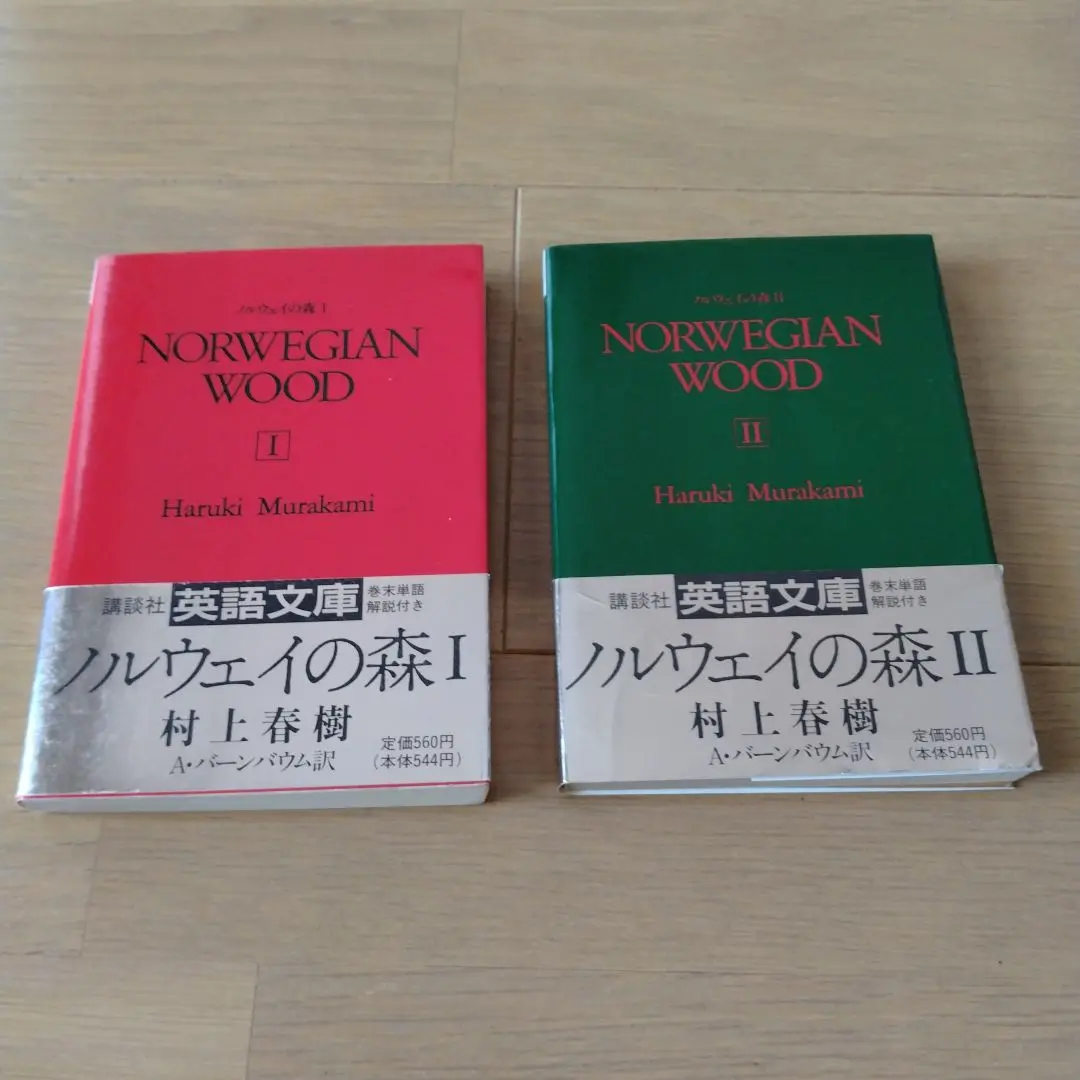 ノルウェイの森 I
NORWEGIAN
WOOD
I
Haruki Murakami
講談社 英語文庫 巻末単語
解説付き
ノルウェイの森 I
村上春樹
A・バーンバウム訳
定価560円
(本体544円)
ノルウェイの森 II
NORWEGIAN
WOOD
II
Haruki Murakami
講談社 英語文庫 巻末単語
解説付き
ノルウェイの森 II
村上春樹
A・バーンバウム訳
定価560円
(本体544円)